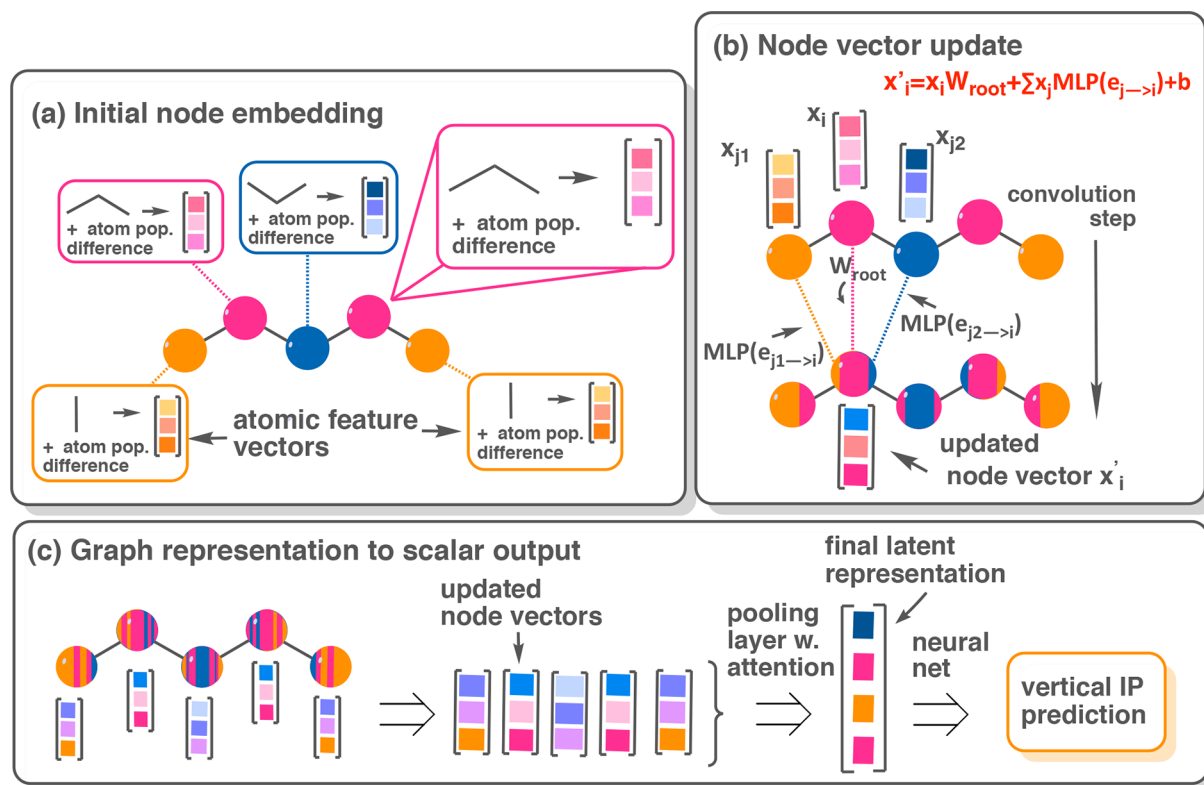 (a) Initial node embedding
+ atom pop.
difference
+ atom pop.
difference
+ atom pop.
difference
+ atom pop.
difference
atomic feature
vectors
+ atom pop.
difference
(b) Node vector update
x'i=xiWroot+∑xjMLP(ej—>i)+b
xj1
xi
xj2
convolution
step
Wroot
MLP(ej1—>i)
MLP(ej2—>i)
updated
node vector x'i
(c) Graph representation to scalar output
updated
node vectors
pooling
layer w.
attention
final latent
representation
neural
net
vertical IP
prediction